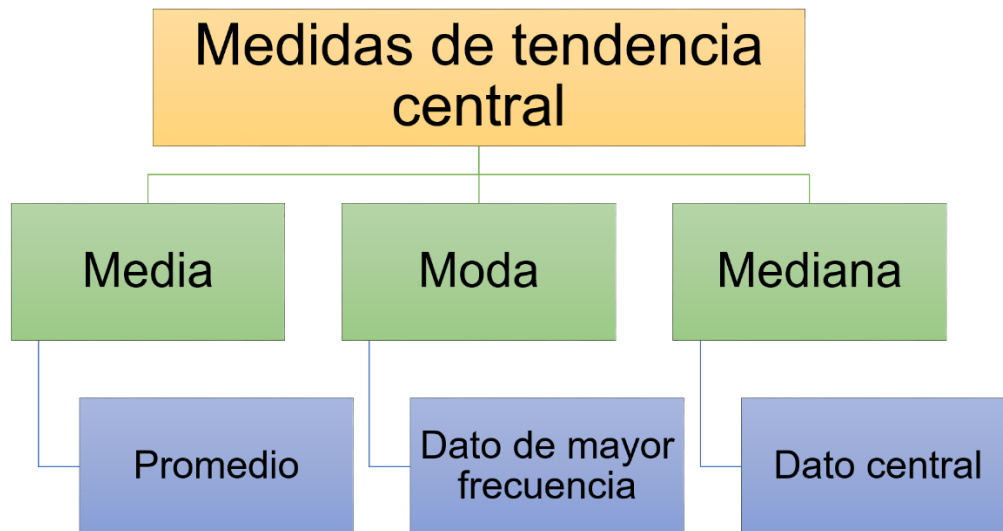 Medidas de tendencia
central
Media
Moda
Mediana
Promedio
Dato de mayor
frecuencia
Dato central